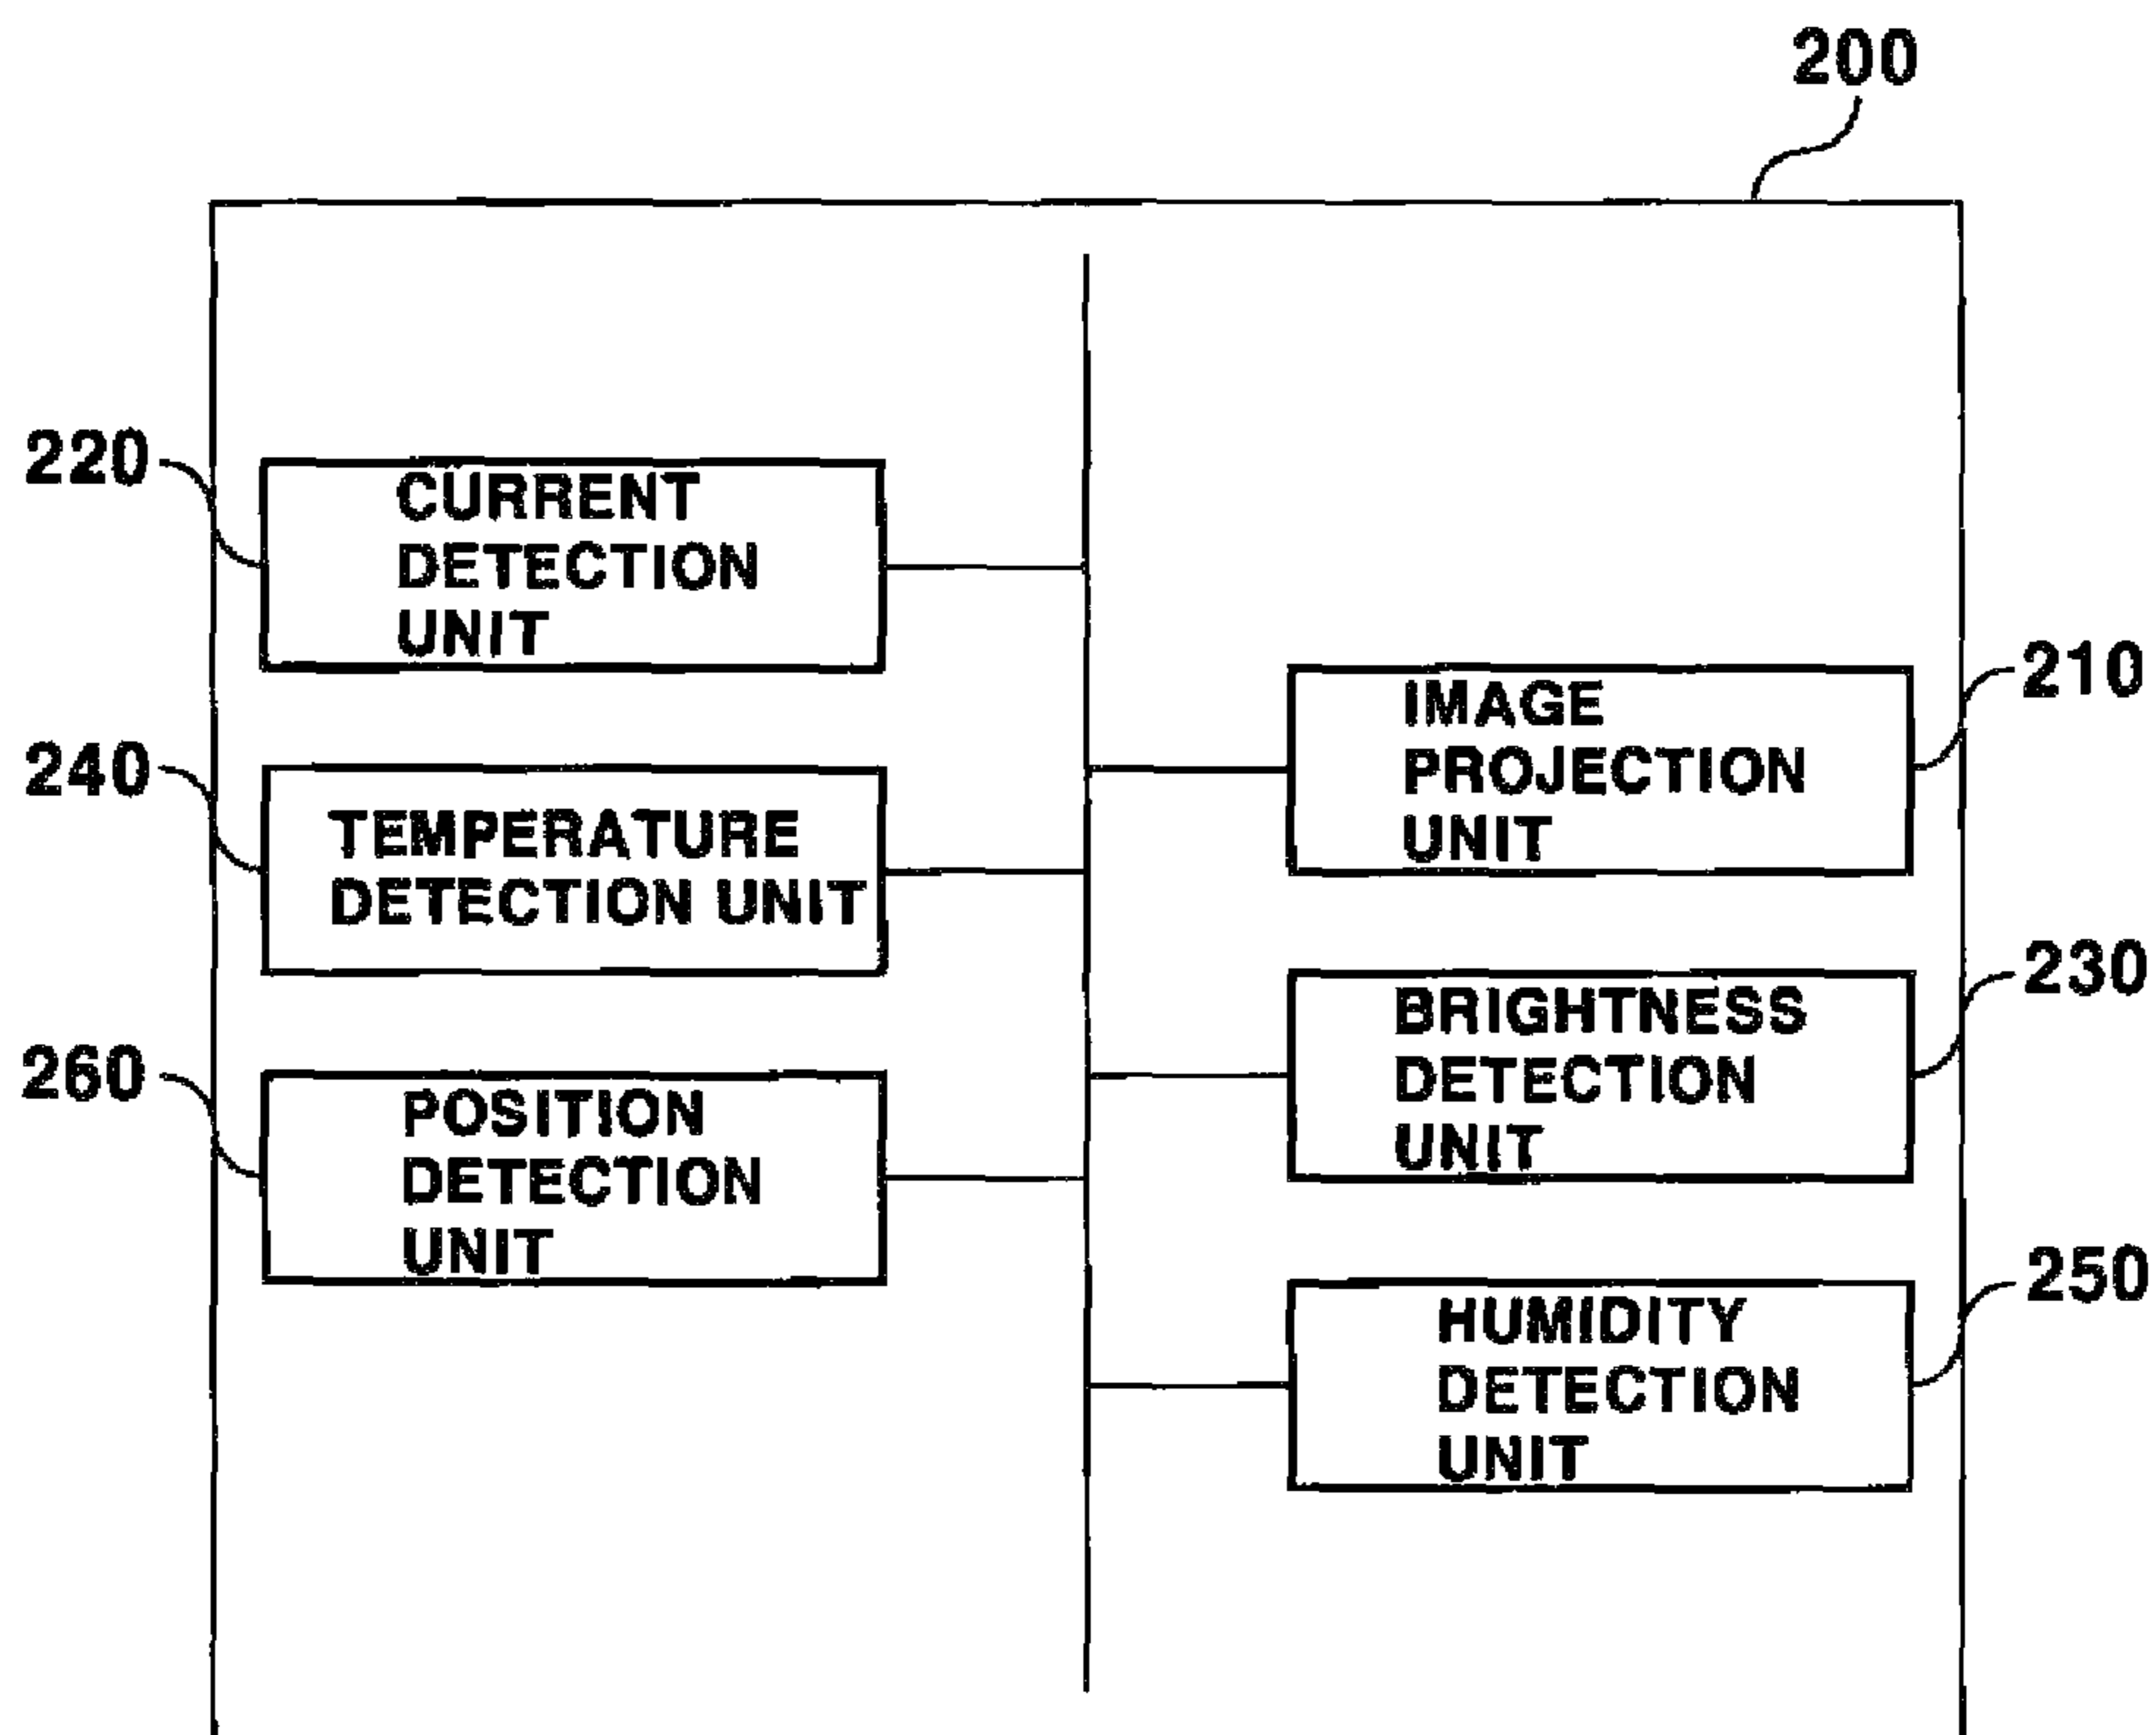 200
220
CURRENT
DETECTION
UNIT
210
IMAGE
PROJECTION
UNIT
240
TEMPERATURE
DETECTION UNIT
230
BRIGHTNESS
DETECTION
UNIT
260
POSITION
DETECTION
UNIT
250
HUMIDITY
DETECTION
UNIT